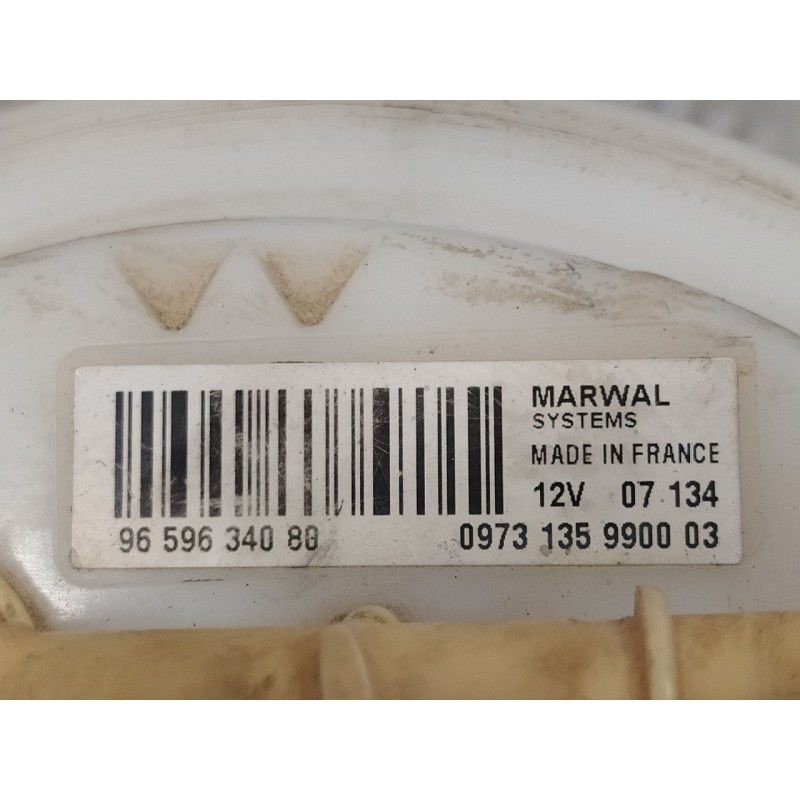 MARWAL
SYSTEMS
MADE IN FRANCE
12V 07 134
96 596 340 80
0973 135 9900 03